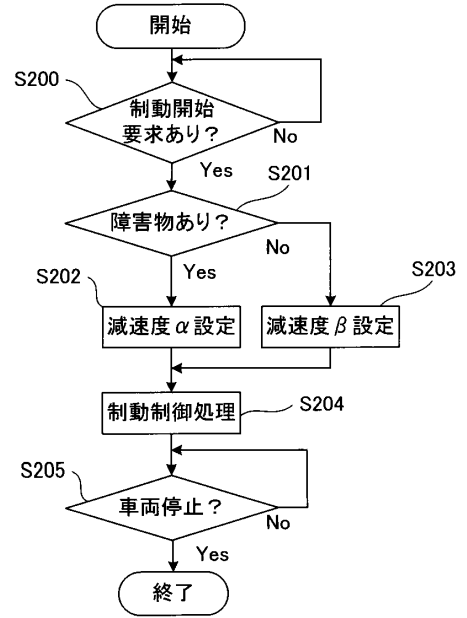 開始
S200
制動開始
要求あり？
No
Yes
S201
障害物あり？
No
S202
Yes
S203
減速度α設定
減速度β設定
制動制御処理
S204
S205
車両停止？
No
Yes
終了